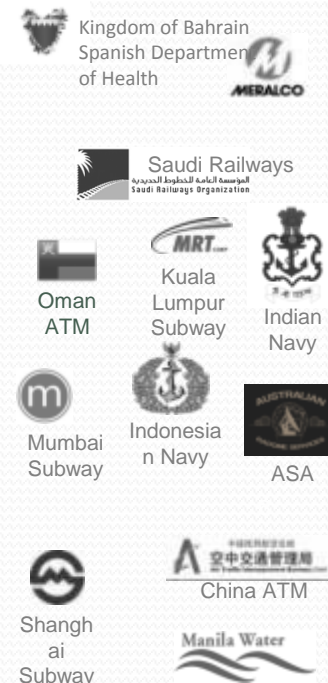 Kingdom of Bahrain
Spanish Departmen
of Health
MERALCO
Saudi Railways
المؤسسة العامة للخطوط الحديدية
Saudi Railways Organization
MRT CORP
Oman
ATM
Kuala
Lumpur
Subway
Indian
Navy
m
Mumbai
Subway
Indonesia
n Navy
AUSTRALIAN
ASA
空中交通管理局
China ATM
Shangh
ai
Subway
Manila Water